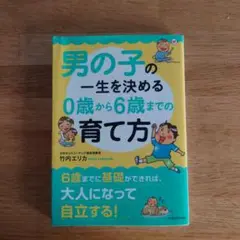 男の子の
一生を決める
0歳から6歳までの
育て方
竹内エリカ
6歳までに基礎ができれば、
大人になって
自立する!